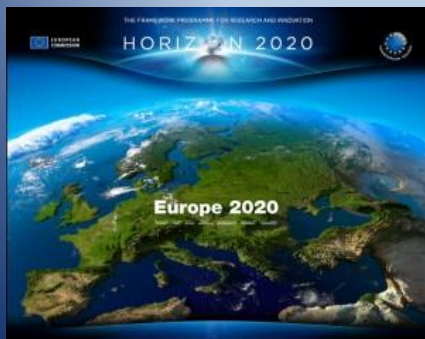 THE FRAMEWORK PROGRAMME FOR RESEARCH AND INNOVATION
HORIZON 2020
EUROPEAN
COMMISSION
Europe 2020